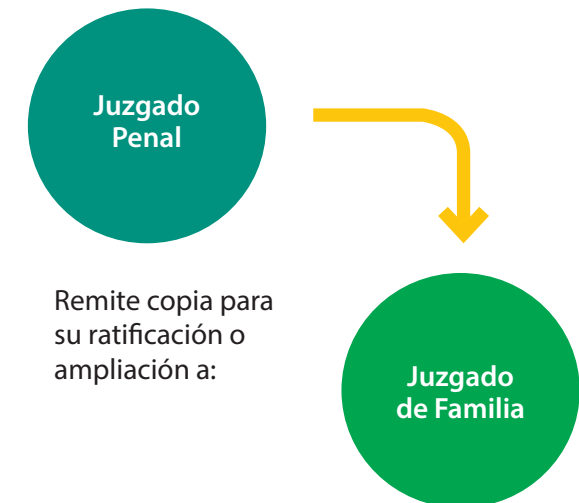 Juzgado
Penal
Remite copia para
su ratificación o
ampliación a:
Juzgado
de Familia